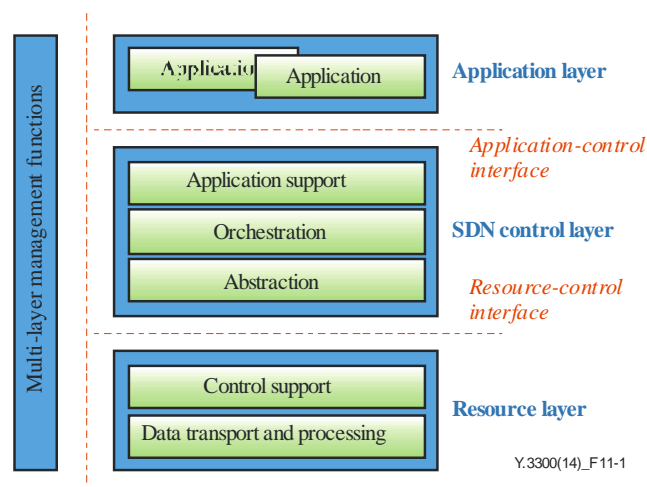 Multi-layer management functions
Application
Application
Application layer
Application-control
interface
Application support
Orchestration
SDN control layer
Abstraction
Resource-control
interface
Control support
Resource layer
Data transport and processing
Y.3300(14)_F11-1